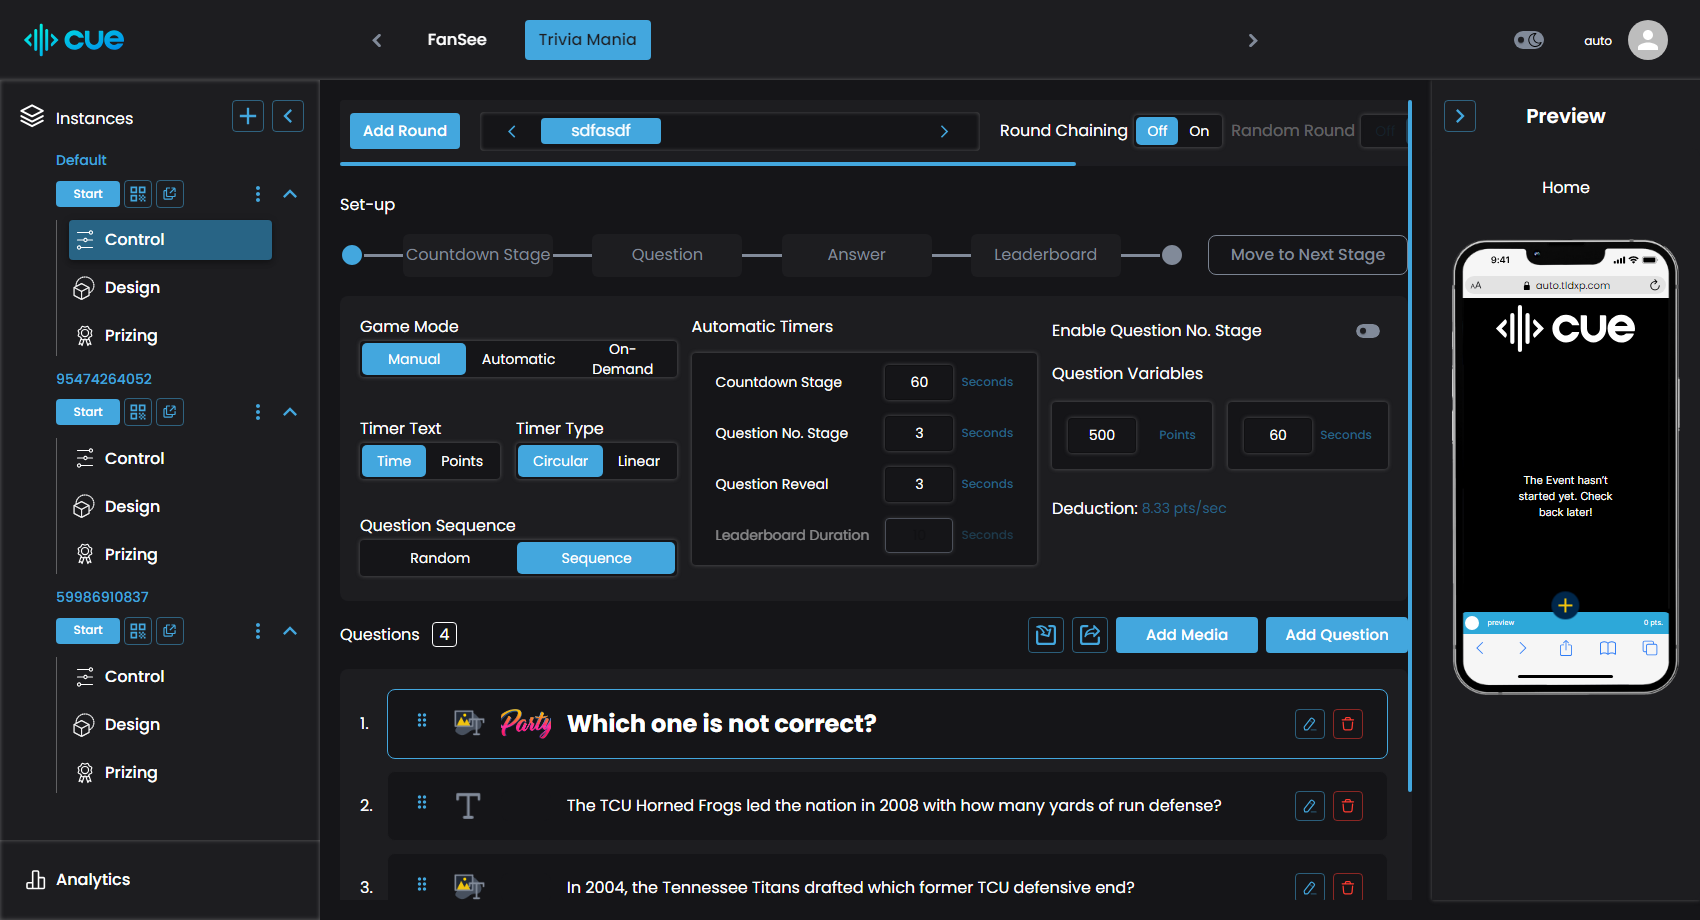 cue
FanSee
Trivia Mania
auto
Instances
Default
Start
Control
Design
Prizing
95474264052
Start
Control
Design
Prizing
59986910837
Start
Control
Design
Prizing
Analytics
Add Round
sdfasdf
Round Chaining
Off
On
Random Round
Off
Set-up
Countdown Stage
Question
Answer
Leaderboard
Move to Next Stage
Game Mode
Manual
Automatic
On-
Demand
Timer Text
Time
Points
Timer Type
Circular
Linear
Question Sequence
Random
Sequence
Automatic Timers
Countdown Stage 60 Seconds
Question No. Stage 3 Seconds
Question Reveal 3 Seconds
Leaderboard Duration Seconds
Enable Question No. Stage
Question Variables
500 Points
60 Seconds
Deduction: 8.33 pts/sec
Questions 4
Add Media
Add Question
1. Party Which one is not correct?
2. T The TCU Horned Frogs led the nation in 2008 with how many yards of run defense?
3. In 2004, the Tennessee Titans drafted which former TCU defensive end?
Preview
Home
9:41
AA auto.tldxp.com
cue
The Event hasn't
started yet. Check
back later!
preview 0 pts.